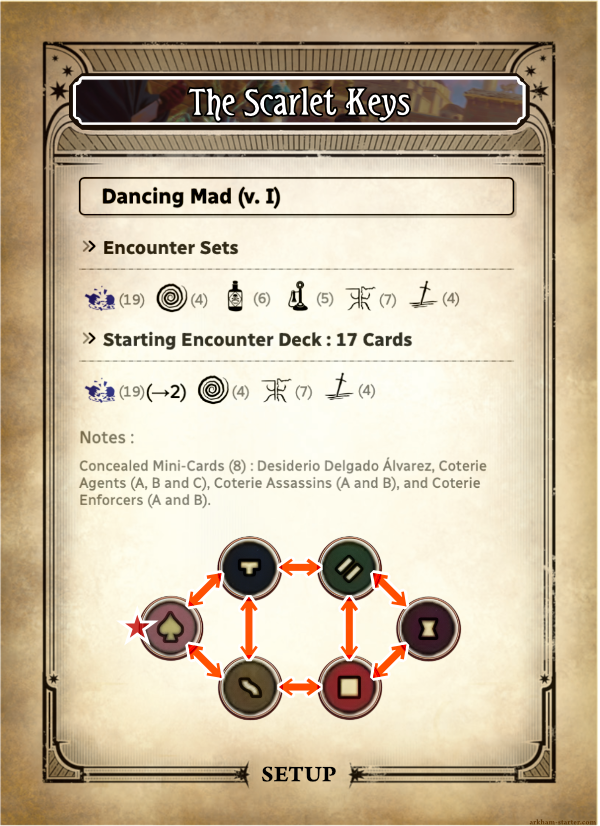 The Scarlet Keys
Dancing Mad (v. I)
Encounter Sets
(19) (4) (6) (5) (7) (4)
Starting Encounter Deck : 17 Cards
(19)(→2) (4) (7) (4)
Notes :
Concealed Mini-Cards (8) : Desiderio Delgado Álvarez, Coterie
Agents (A, B and C), Coterie Assassins (A and B), and Coterie
Enforcers (A and B).
SETUP
arkham-starter.com